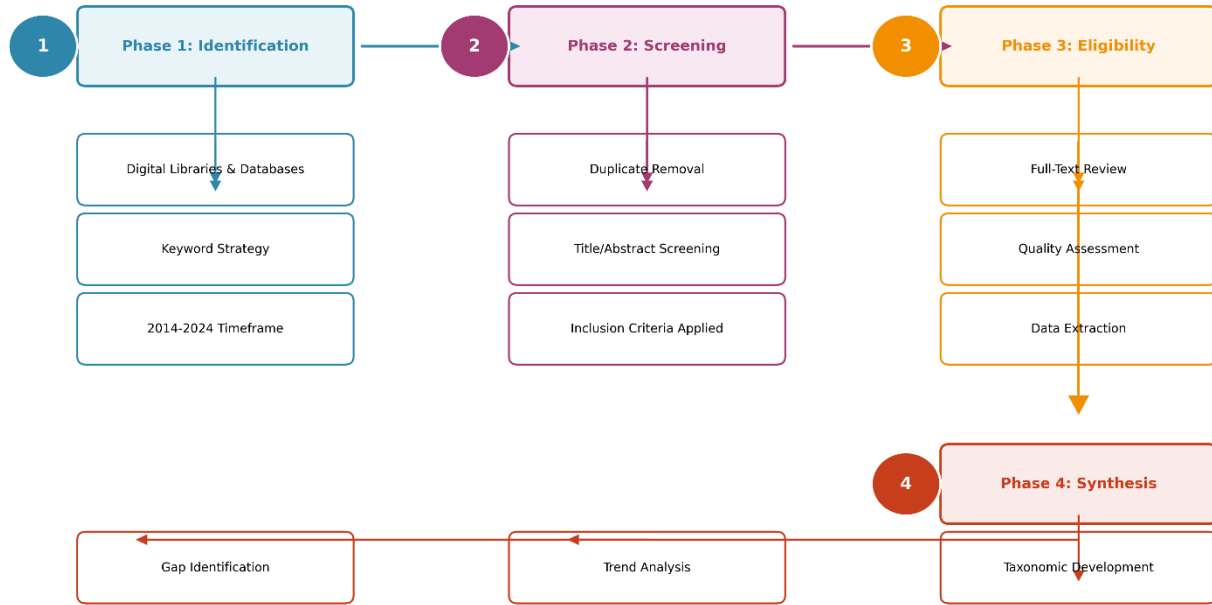 1
Phase 1: Identification
2
Phase 2: Screening
3
Phase 3: Eligibility
Digital Libraries & Databases
Duplicate Removal
Full-Text Review
Keyword Strategy
Title/Abstract Screening
Quality Assessment
2014-2024 Timeframe
Inclusion Criteria Applied
Data Extraction
4
Phase 4: Synthesis
Gap Identification
Trend Analysis
Taxonomic Development